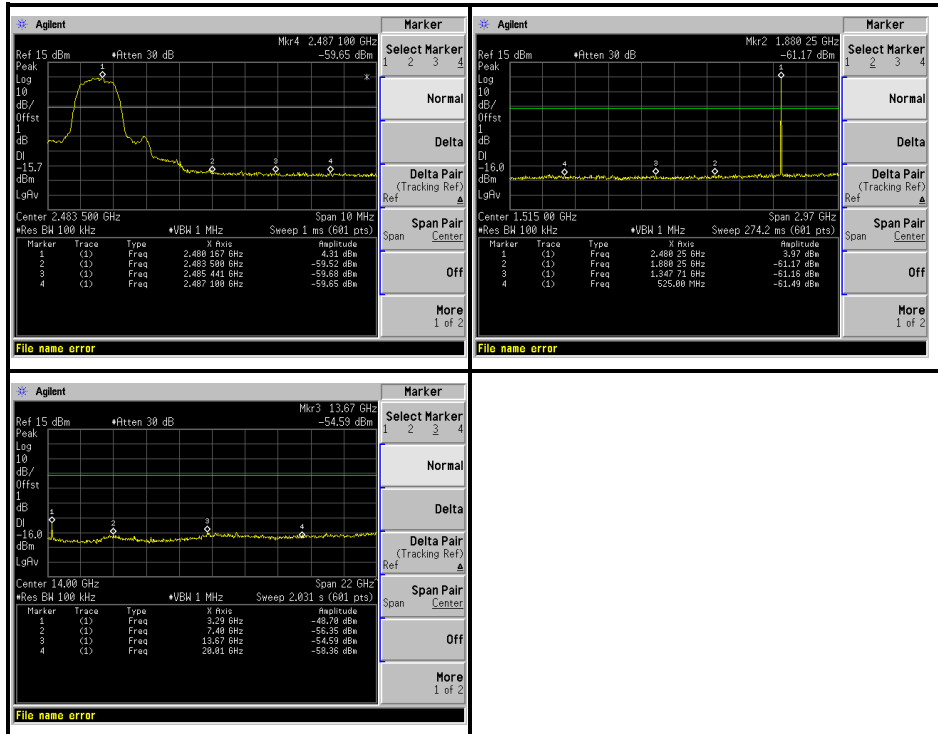 Agilent
Marker
Mkr4 2.487 100 GHz
Ref 15 dBm #Atten 30 dB -59.65 dBm
Peak
Log
10
dB/
Offst
1
dB
DI
-15.7
dBm
LgAv
1
2
3
4
Center 2.483 500 GHz Span 10 MHz
#Res BW 100 kHz #VBW 1 MHz Sweep 1 ms (601 pts)
Marker Trace Type X Axis Amplitude
1 (1) Freq 2.480 167 GHz 4.31 dBm
2 (1) Freq 2.483 500 GHz -59.52 dBm
3 (1) Freq 2.485 441 GHz -59.68 dBm
4 (1) Freq 2.487 100 GHz -59.65 dBm
Select Marker
1 2 3 4
Normal
Delta
Delta Pair
(Tracking Ref)
Ref Δ
Span Pair
Span Center
Off
More
1 of 2
File name error
Agilent
Marker
Mkr2 1.880 25 GHz
Ref 15 dBm #Atten 30 dB -61.17 dBm
Peak
Log
10
dB/
Offst
1
dB
DI
-16.0
dBm
LgAv
1
4
3
2
Center 1.515 00 GHz Span 2.97 GHz
#Res BW 100 kHz #VBW 1 MHz Sweep 274.2 ms (601 pts)
Marker Trace Type X Axis Amplitude
1 (1) Freq 2.480 25 GHz 3.97 dBm
2 (1) Freq 1.880 25 GHz -61.17 dBm
3 (1) Freq 1.347 71 GHz -61.16 dBm
4 (1) Freq 525.00 MHz -61.49 dBm
Select Marker
1 2 3 4
Normal
Delta
Delta Pair
(Tracking Ref)
Ref Δ
Span Pair
Span Center
Off
More
1 of 2
File name error
Agilent
Marker
Mkr3 13.67 GHz
Ref 15 dBm #Atten 30 dB -54.59 dBm
Peak
Log
10
dB/
Offst
1
dB
DI
-16.0
dBm
LgAv
1
2
3
4
Center 14.00 GHz Span 22 GHz
#Res BW 100 kHz #VBW 1 MHz Sweep 2.031 s (601 pts)
Marker Trace Type X Axis Amplitude
1 (1) Freq 3.29 GHz -48.70 dBm
2 (1) Freq 7.40 GHz -56.35 dBm
3 (1) Freq 13.67 GHz -54.59 dBm
4 (1) Freq 20.01 GHz -58.36 dBm
Select Marker
1 2 3 4
Normal
Delta
Delta Pair
(Tracking Ref)
Ref Δ
Span Pair
Span Center
Off
More
1 of 2
File name error